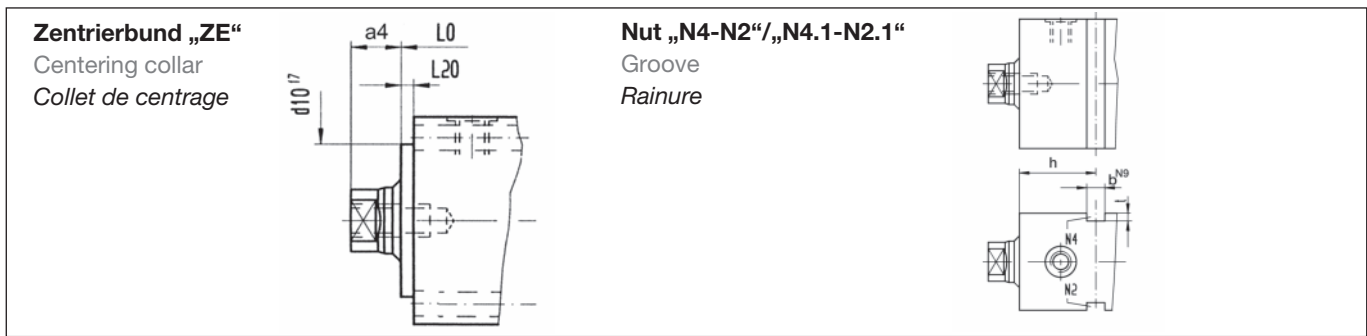 Zentrierbund „ZE“
Centering collar
Collet de centrage
a4
L0
L20
d10 f7
Nut „N4-N2“/„N4.1-N2.1“
Groove
Rainure
h
b N9
t
N4
N2